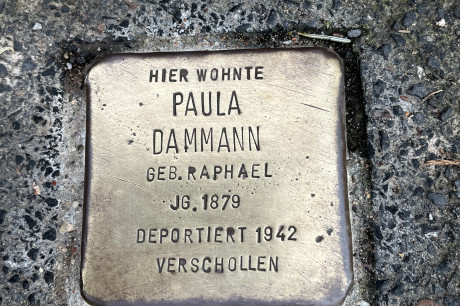 HIER WOHNTE
PAULA
DAMMANN
GEB. RAPHAEL
JG. 1879
DEPORTIERT 1942
VERSCHOLLEN